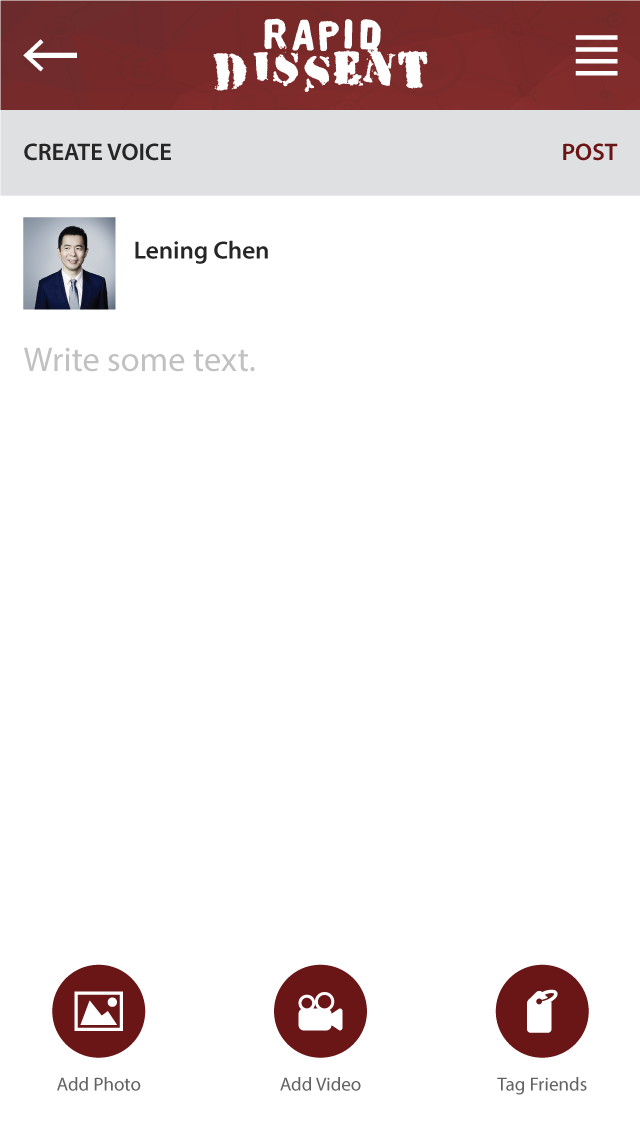 RAPID
DISSENT
CREATE VOICE
POST
Lening Chen
Write some text.
Add Photo
Add Video
Tag Friends